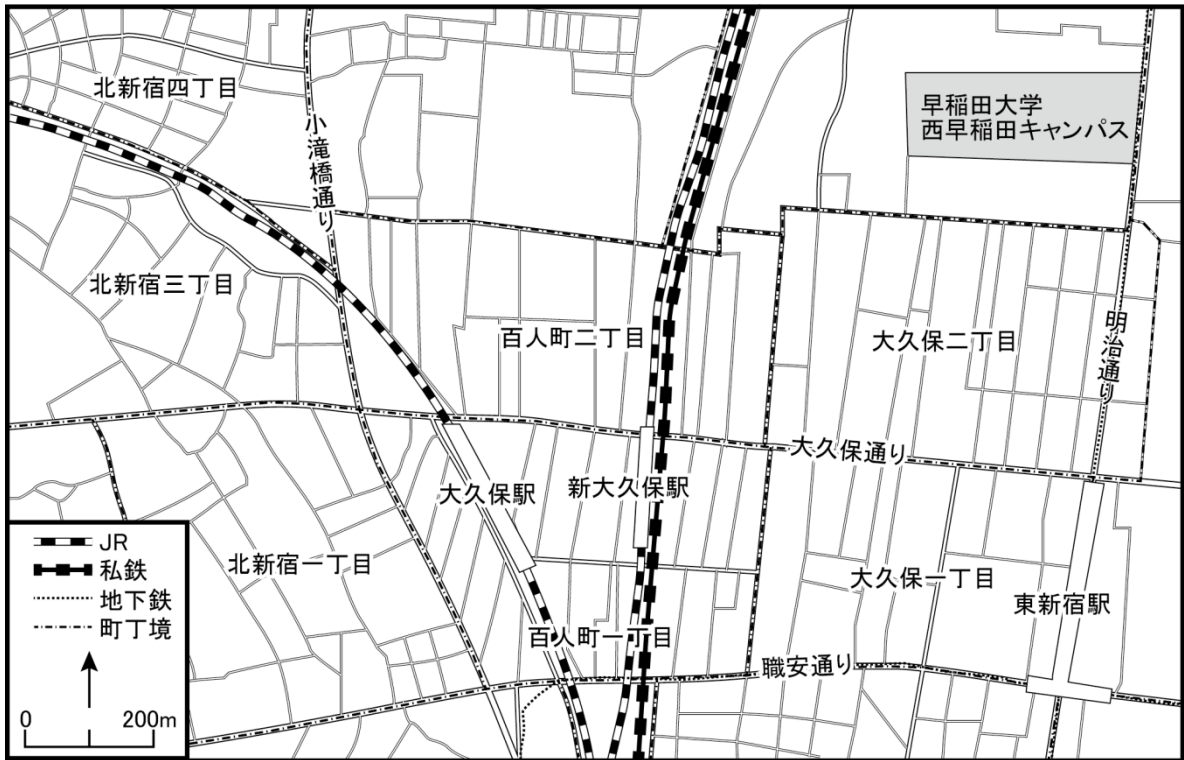 北新宿四丁目
小滝橋通り
早稲田大学
西早稲田キャンパス
北新宿三丁目
百人町二丁目
大久保二丁目
明治通り
大久保通り
大久保駅
新大久保駅
北新宿一丁目
大久保一丁目
東新宿駅
百人町一丁目
職安通り
JR
私鉄
地下鉄
町丁境
0 200m